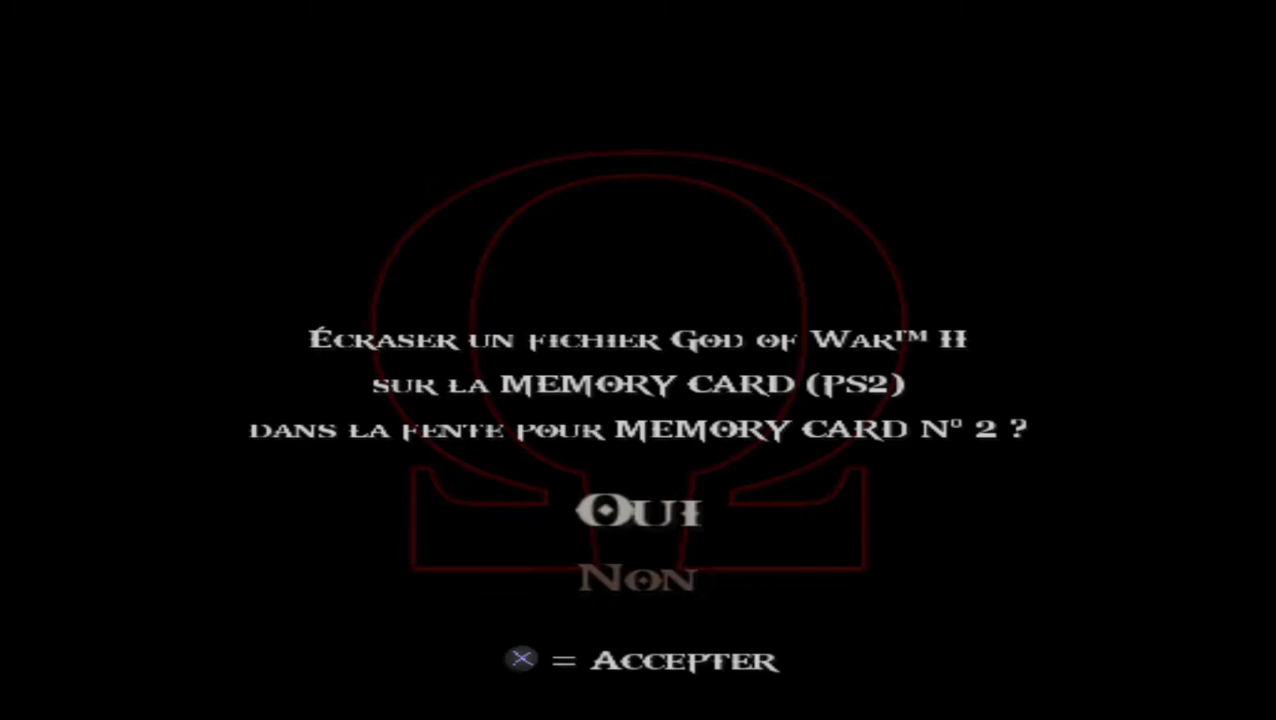 Écraser un fichier God of War™ II
sur la MEMORY CARD (PS2)
dans la fente pour MEMORY CARD N° 2 ?
Oui
Non
= Accepter